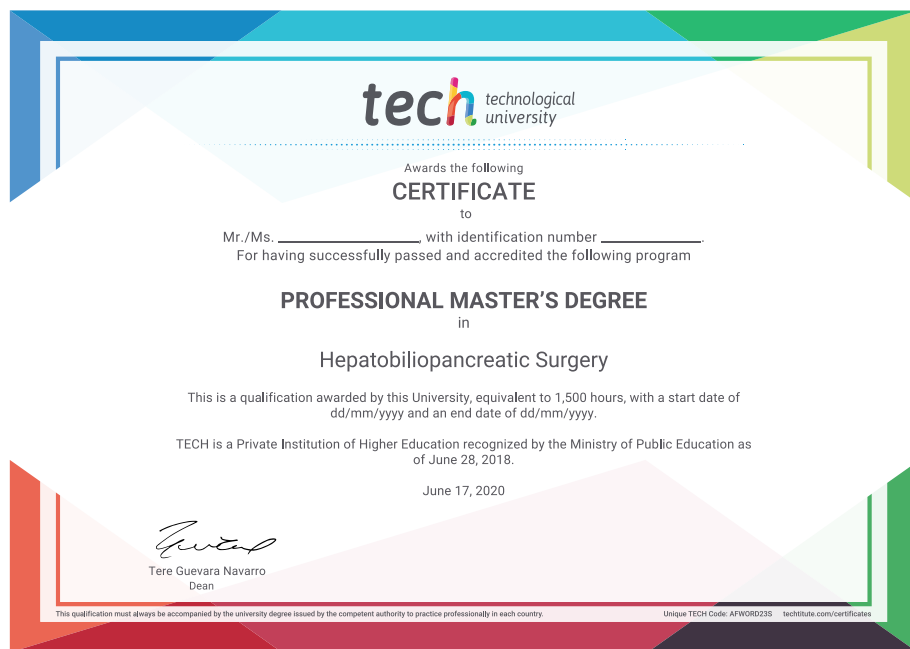 tech technological
university
Awards the following
CERTIFICATE
to
Mr./Ms. ____________________, with identification number ______________.
For having successfully passed and accredited the following program
PROFESSIONAL MASTER'S DEGREE
in
Hepatobiliopancreatic Surgery
This is a qualification awarded by this University, equivalent to 1,500 hours, with a start date of
dd/mm/yyyy and an end date of dd/mm/yyyy.
TECH is a Private Institution of Higher Education recognized by the Ministry of Public Education as
of June 28, 2018.
June 17, 2020
Tere Guevara Navarro
Dean
This qualification must always be accompanied by the university degree issued by the competent authority to practice professionally in each country. Unique TECH Code: AFWORD23S techtitute.com/certificates